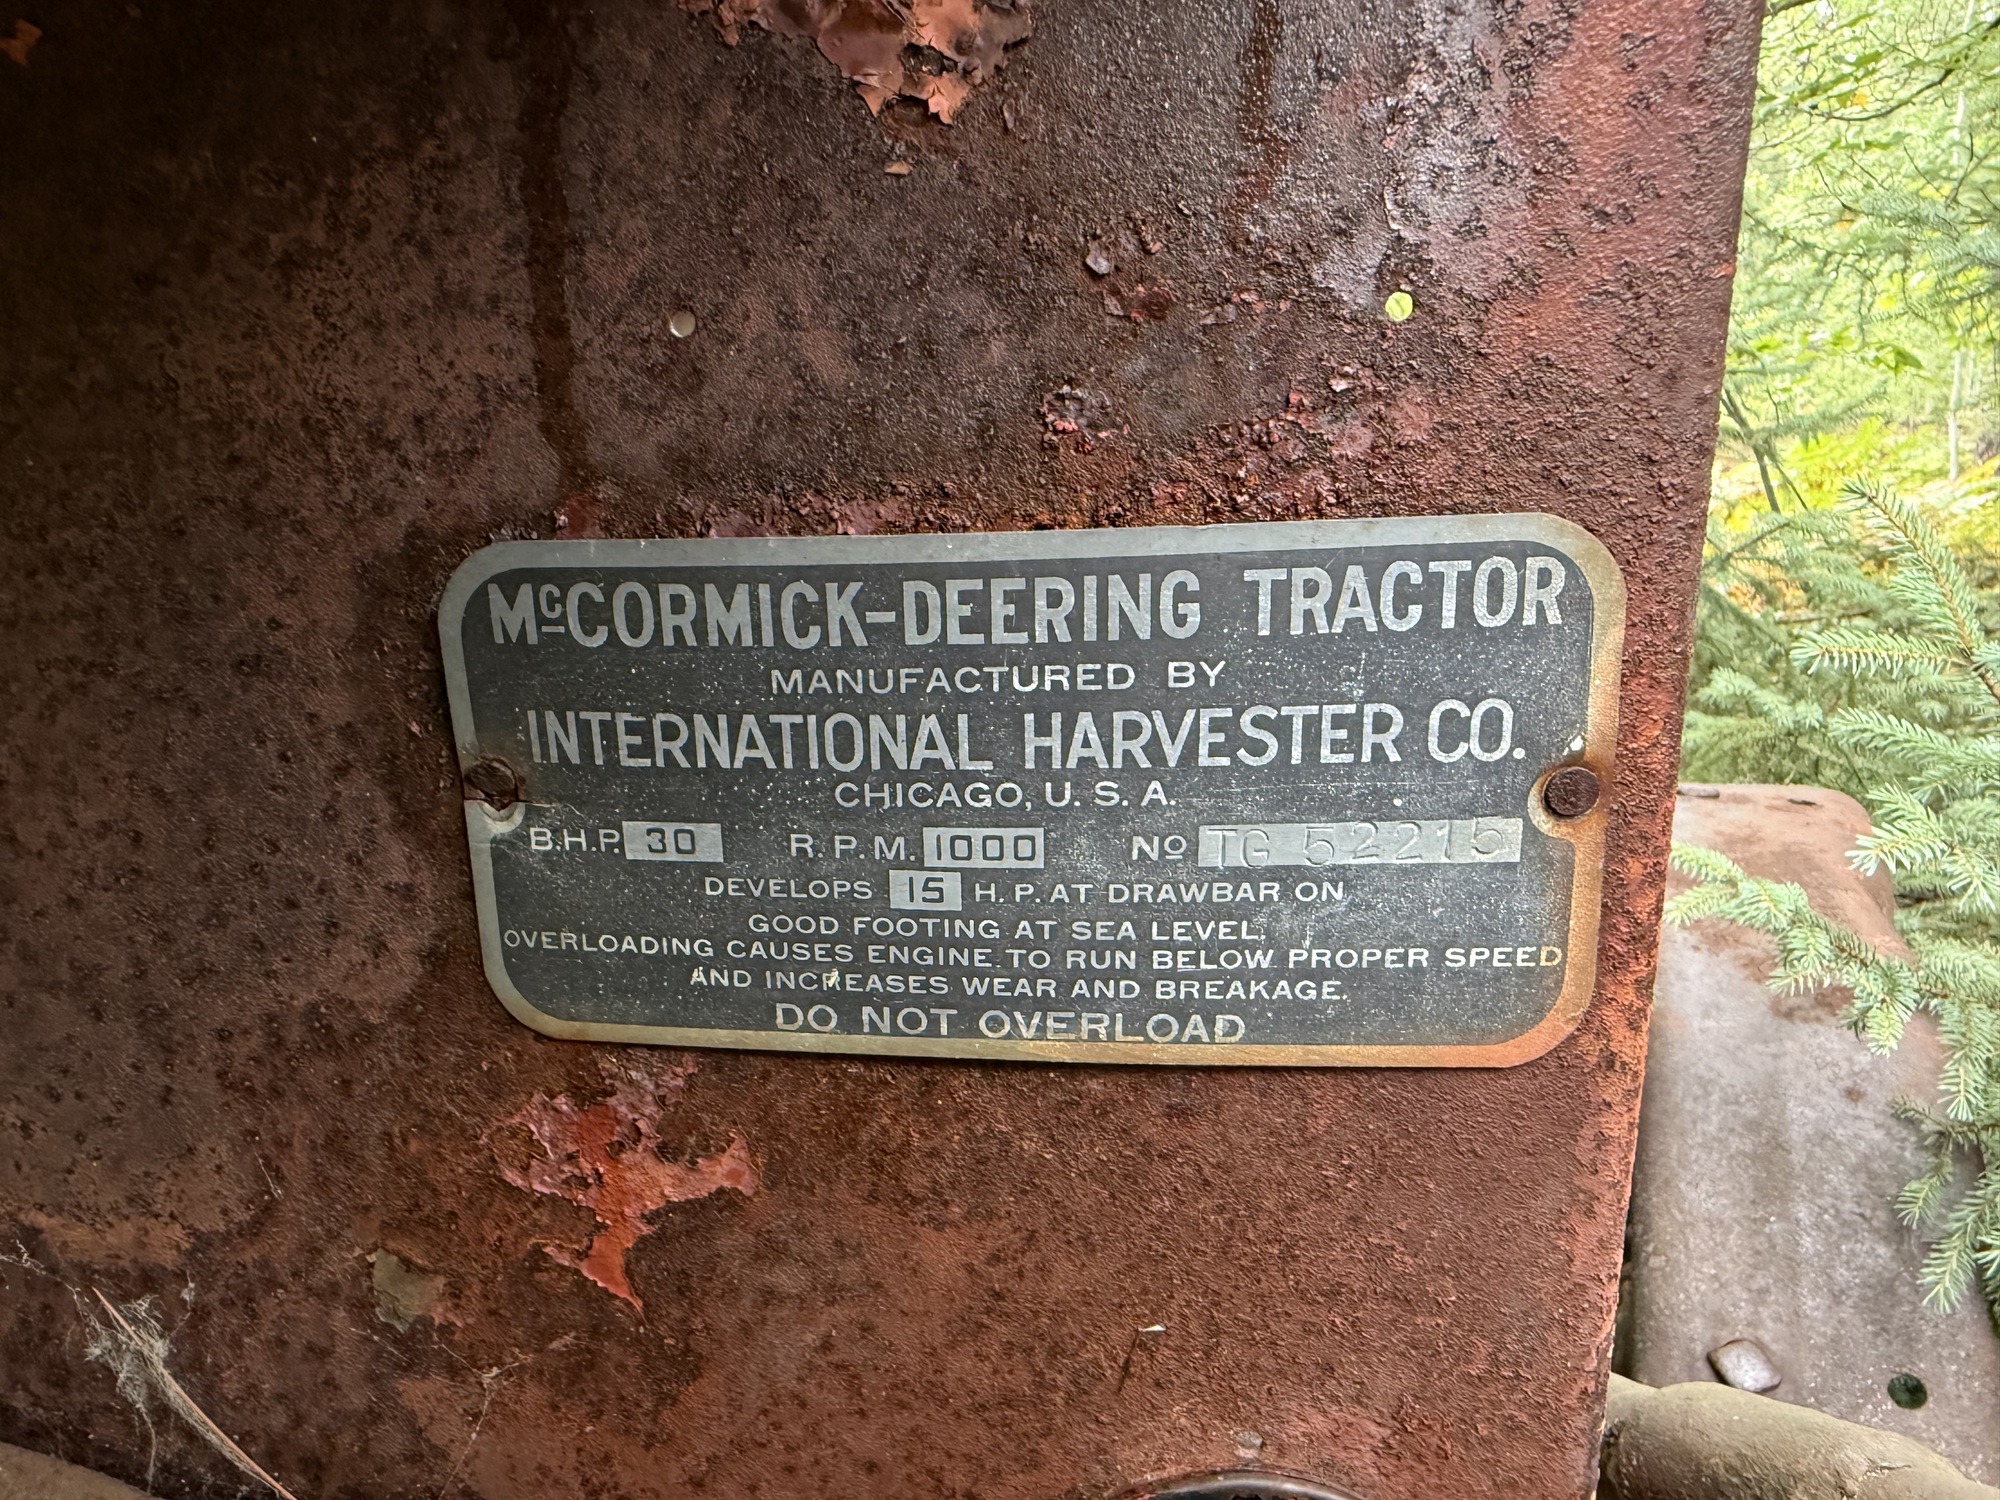 McCORMICK-DEERING TRACTOR
MANUFACTURED BY
INTERNATIONAL HARVESTER CO.
CHICAGO, U. S. A.
B.H.P. 30 R.P.M. 1000 No TG 52215
DEVELOPS 15 H. P. AT DRAWBAR ON
GOOD FOOTING AT SEA LEVEL.
OVERLOADING CAUSES ENGINE TO RUN BELOW PROPER SPEED
AND INCREASES WEAR AND BREAKAGE.
DO NOT OVERLOAD